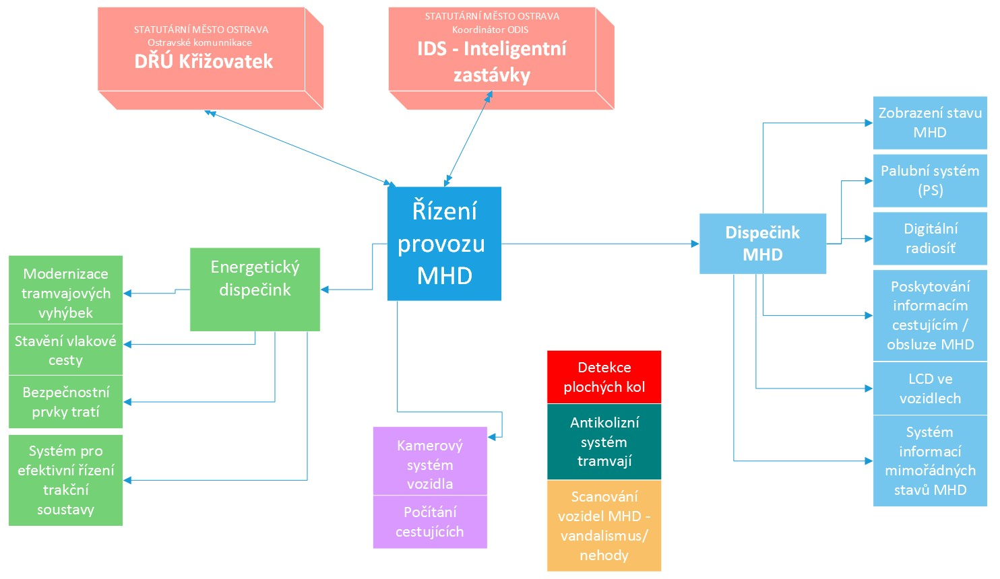 STATUTÁRNÍ MĚSTO OSTRAVA
Ostravské komunnikace
DŘÚ Křižovatek
STATUTÁRNÍ MĚSTO OSTRAVA
Koordinátor ODIS
IDS - Inteligentní
zastávky
Řízení
provozu
MHD
Energetický
dispečink
Modernizace
tramvajových
vyhýbek
Stavění vlakové
cesty
Bezpečnostní
prvky tratí
Systém pro
efektivní řízení
trakční
soustavy
Kamerový
systém
vozidla
Počítání
cestujících
Detekce
plochých kol
Antikolizní
systém
tramvají
Scanování
vozidel MHD -
vandalismus/
nehody
Dispečink
MHD
Zobrazení stavu
MHD
Palubní systém
(PS)
Digitální
radiosíť
Poskytování
informacím
cestujícím /
obsluze MHD
LCD ve
vozidlech
Systém
informací
mimořádných
stavů MHD